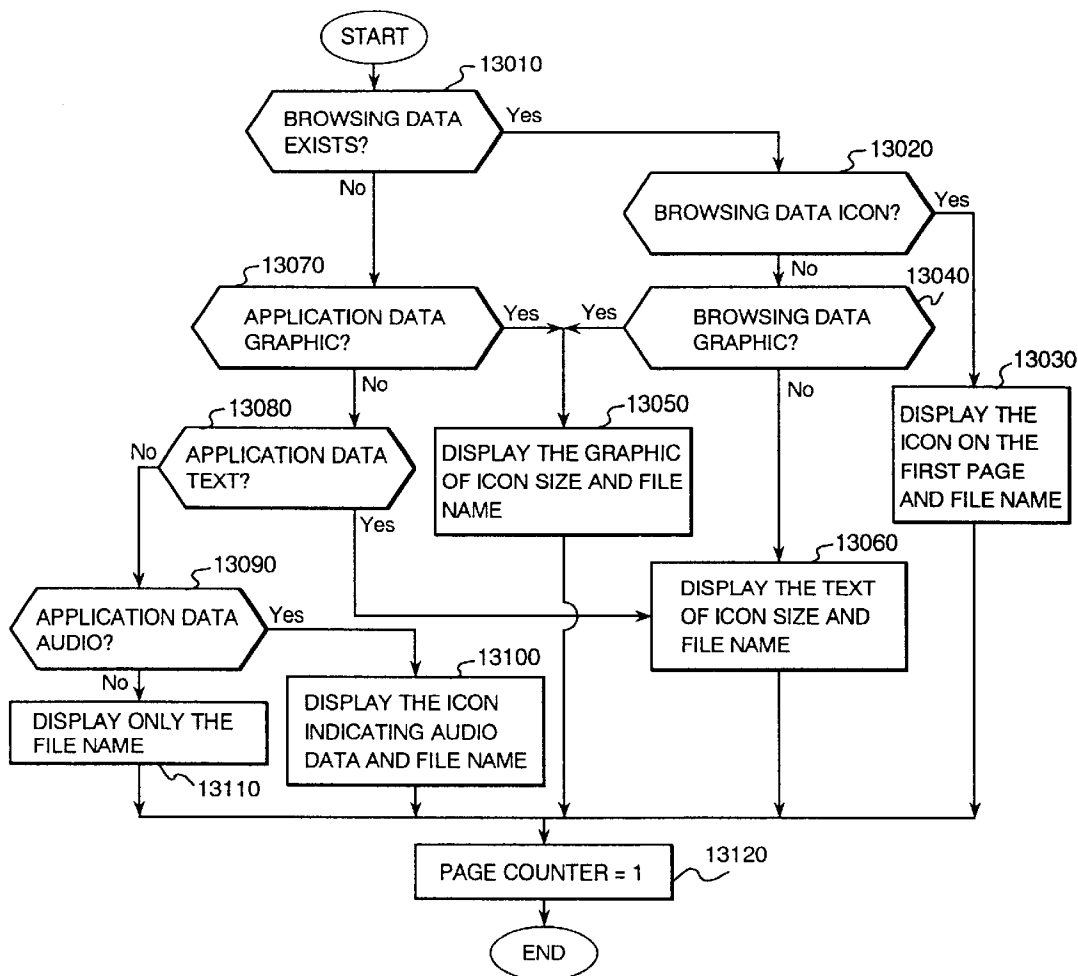 START
13010
BROWSING DATA
EXISTS?
Yes
No
13020
BROWSING DATA ICON?
Yes
No
13070
APPLICATION DATA
GRAPHIC?
Yes
No
13040
BROWSING DATA
GRAPHIC?
Yes
No
13030
DISPLAY THE
ICON ON THE
FIRST PAGE
AND FILE NAME
13080
APPLICATION DATA
TEXT?
No
Yes
13050
DISPLAY THE GRAPHIC
OF ICON SIZE AND FILE
NAME
13060
DISPLAY THE TEXT
OF ICON SIZE AND
FILE NAME
13090
APPLICATION DATA
AUDIO?
Yes
No
13100
DISPLAY THE ICON
INDICATING AUDIO
DATA AND FILE NAME
DISPLAY ONLY THE
FILE NAME
13110
PAGE COUNTER = 1
13120
END